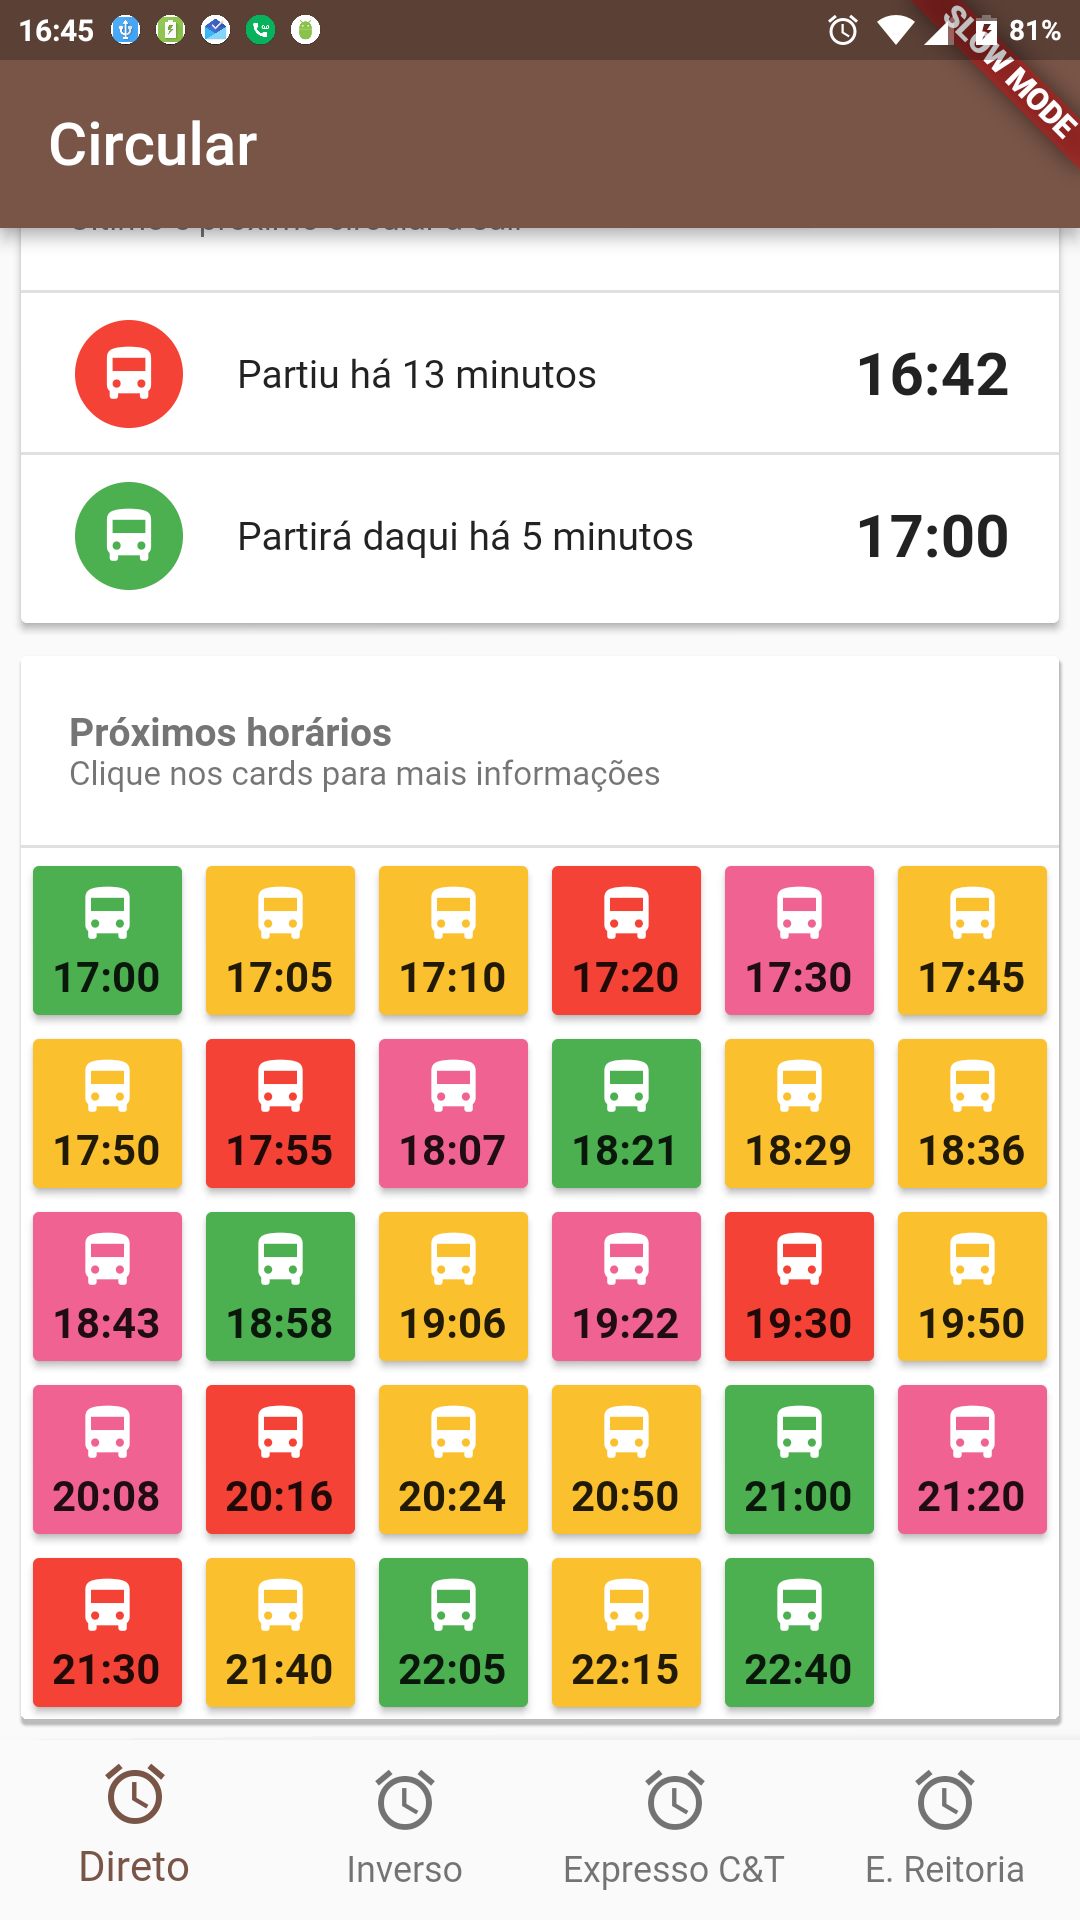 16:45
81%
SLOW MODE
Circular
Partiu há 13 minutos 16:42
Partirá daqui há 5 minutos 17:00
Próximos horários
Clique nos cards para mais informações
17:00 17:05 17:10 17:20 17:30 17:45
17:50 17:55 18:07 18:21 18:29 18:36
18:43 18:58 19:06 19:22 19:30 19:50
20:08 20:16 20:24 20:50 21:00 21:20
21:30 21:40 22:05 22:15 22:40
Direto Inverso Expresso C&T E. Reitoria